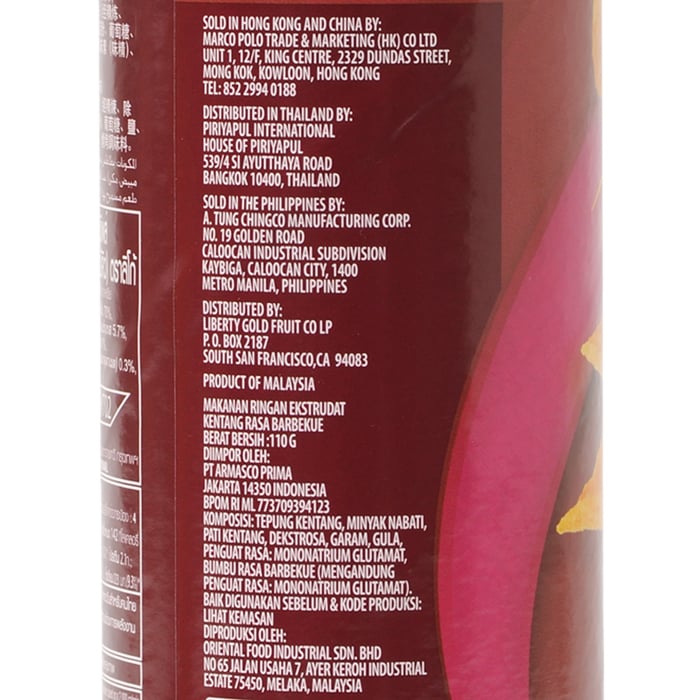 SOLD IN HONG KONG AND CHINA BY:
MARCO POLO TRADE & MARKETING (HK) CO LTD
UNIT 1, 12/F, KING CENTRE, 2329 DUNDAS STREET,
MONG KOK, KOWLOON, HONG KONG
TEL: 852 2994 0188
DISTRIBUTED IN THAILAND BY:
PIRIYAPUL INTERNATIONAL
HOUSE OF PIRIYAPUL
539/4 SI AYUTTHAYA ROAD
BANGKOK 10400, THAILAND
SOLD IN THE PHILIPPINES BY:
A. TUNG CHINGCO MANUFACTURING CORP.
NO. 19 GOLDEN ROAD
CALOOCAN INDUSTRIAL SUBDIVISION
KAYBIGA, CALOOCAN CITY, 1400
METRO MANILA, PHILIPPINES
DISTRIBUTED BY:
LIBERTY GOLD FRUIT CO LP
P. O. BOX 2187
SOUTH SAN FRANCISCO,CA 94083
PRODUCT OF MALAYSIA
MAKANAN RINGAN EKSTRUDAT
KENTANG RASA BARBEKUE
BERAT BERSIH :110 G
DIIMPOR OLEH:
PT ARMASCO PRIMA
JAKARTA 14350 INDONESIA
BPOM RI ML 773709394123
KOMPOSISI: TEPUNG KENTANG, MINYAK NABATI,
PATI KENTANG, DEKSTROSA, GARAM, GULA,
PENGUAT RASA: MONONATRIUM GLUTAMAT,
BUMBU RASA BARBEKUE (MENGANDUNG
PENGUAT RASA: MONONATRIUM GLUTAMAT).
BAIK DIGUNAKAN SEBELUM & KODE PRODUKSI:
LIHAT KEMASAN
DIPRODUKSI OLEH:
ORIENTAL FOOD INDUSTRIAL SDN. BHD
NO 65 JALAN USAHA 7, AYER KEROH INDUSTRIAL
ESTATE 75450, MELAKA, MALAYSIA